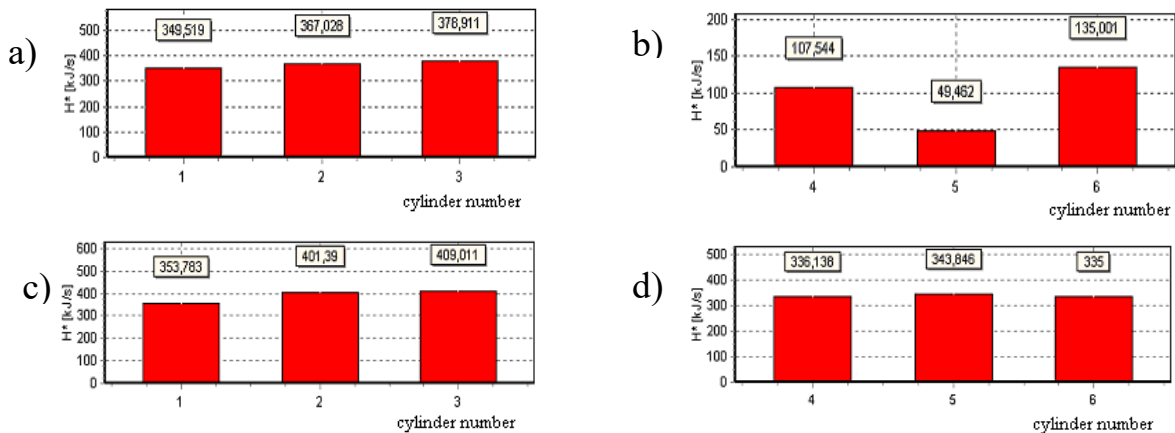 a)
349,519 367,028 378,911
H* [kJ/s]
500
400
300
200
100
0
1 2 3
cylinder number
b)
107,544 49,462 135,001
H* [kJ/s]
200
150
100
50
0
4 5 6
cylinder number
c)
353,783 401,39 409,011
H* [kJ/s]
600
500
400
300
200
100
0
1 2 3
cylinder number
d)
336,138 343,846 335
H* [kJ/s]
500
400
300
200
100
0
4 5 6
cylinder number